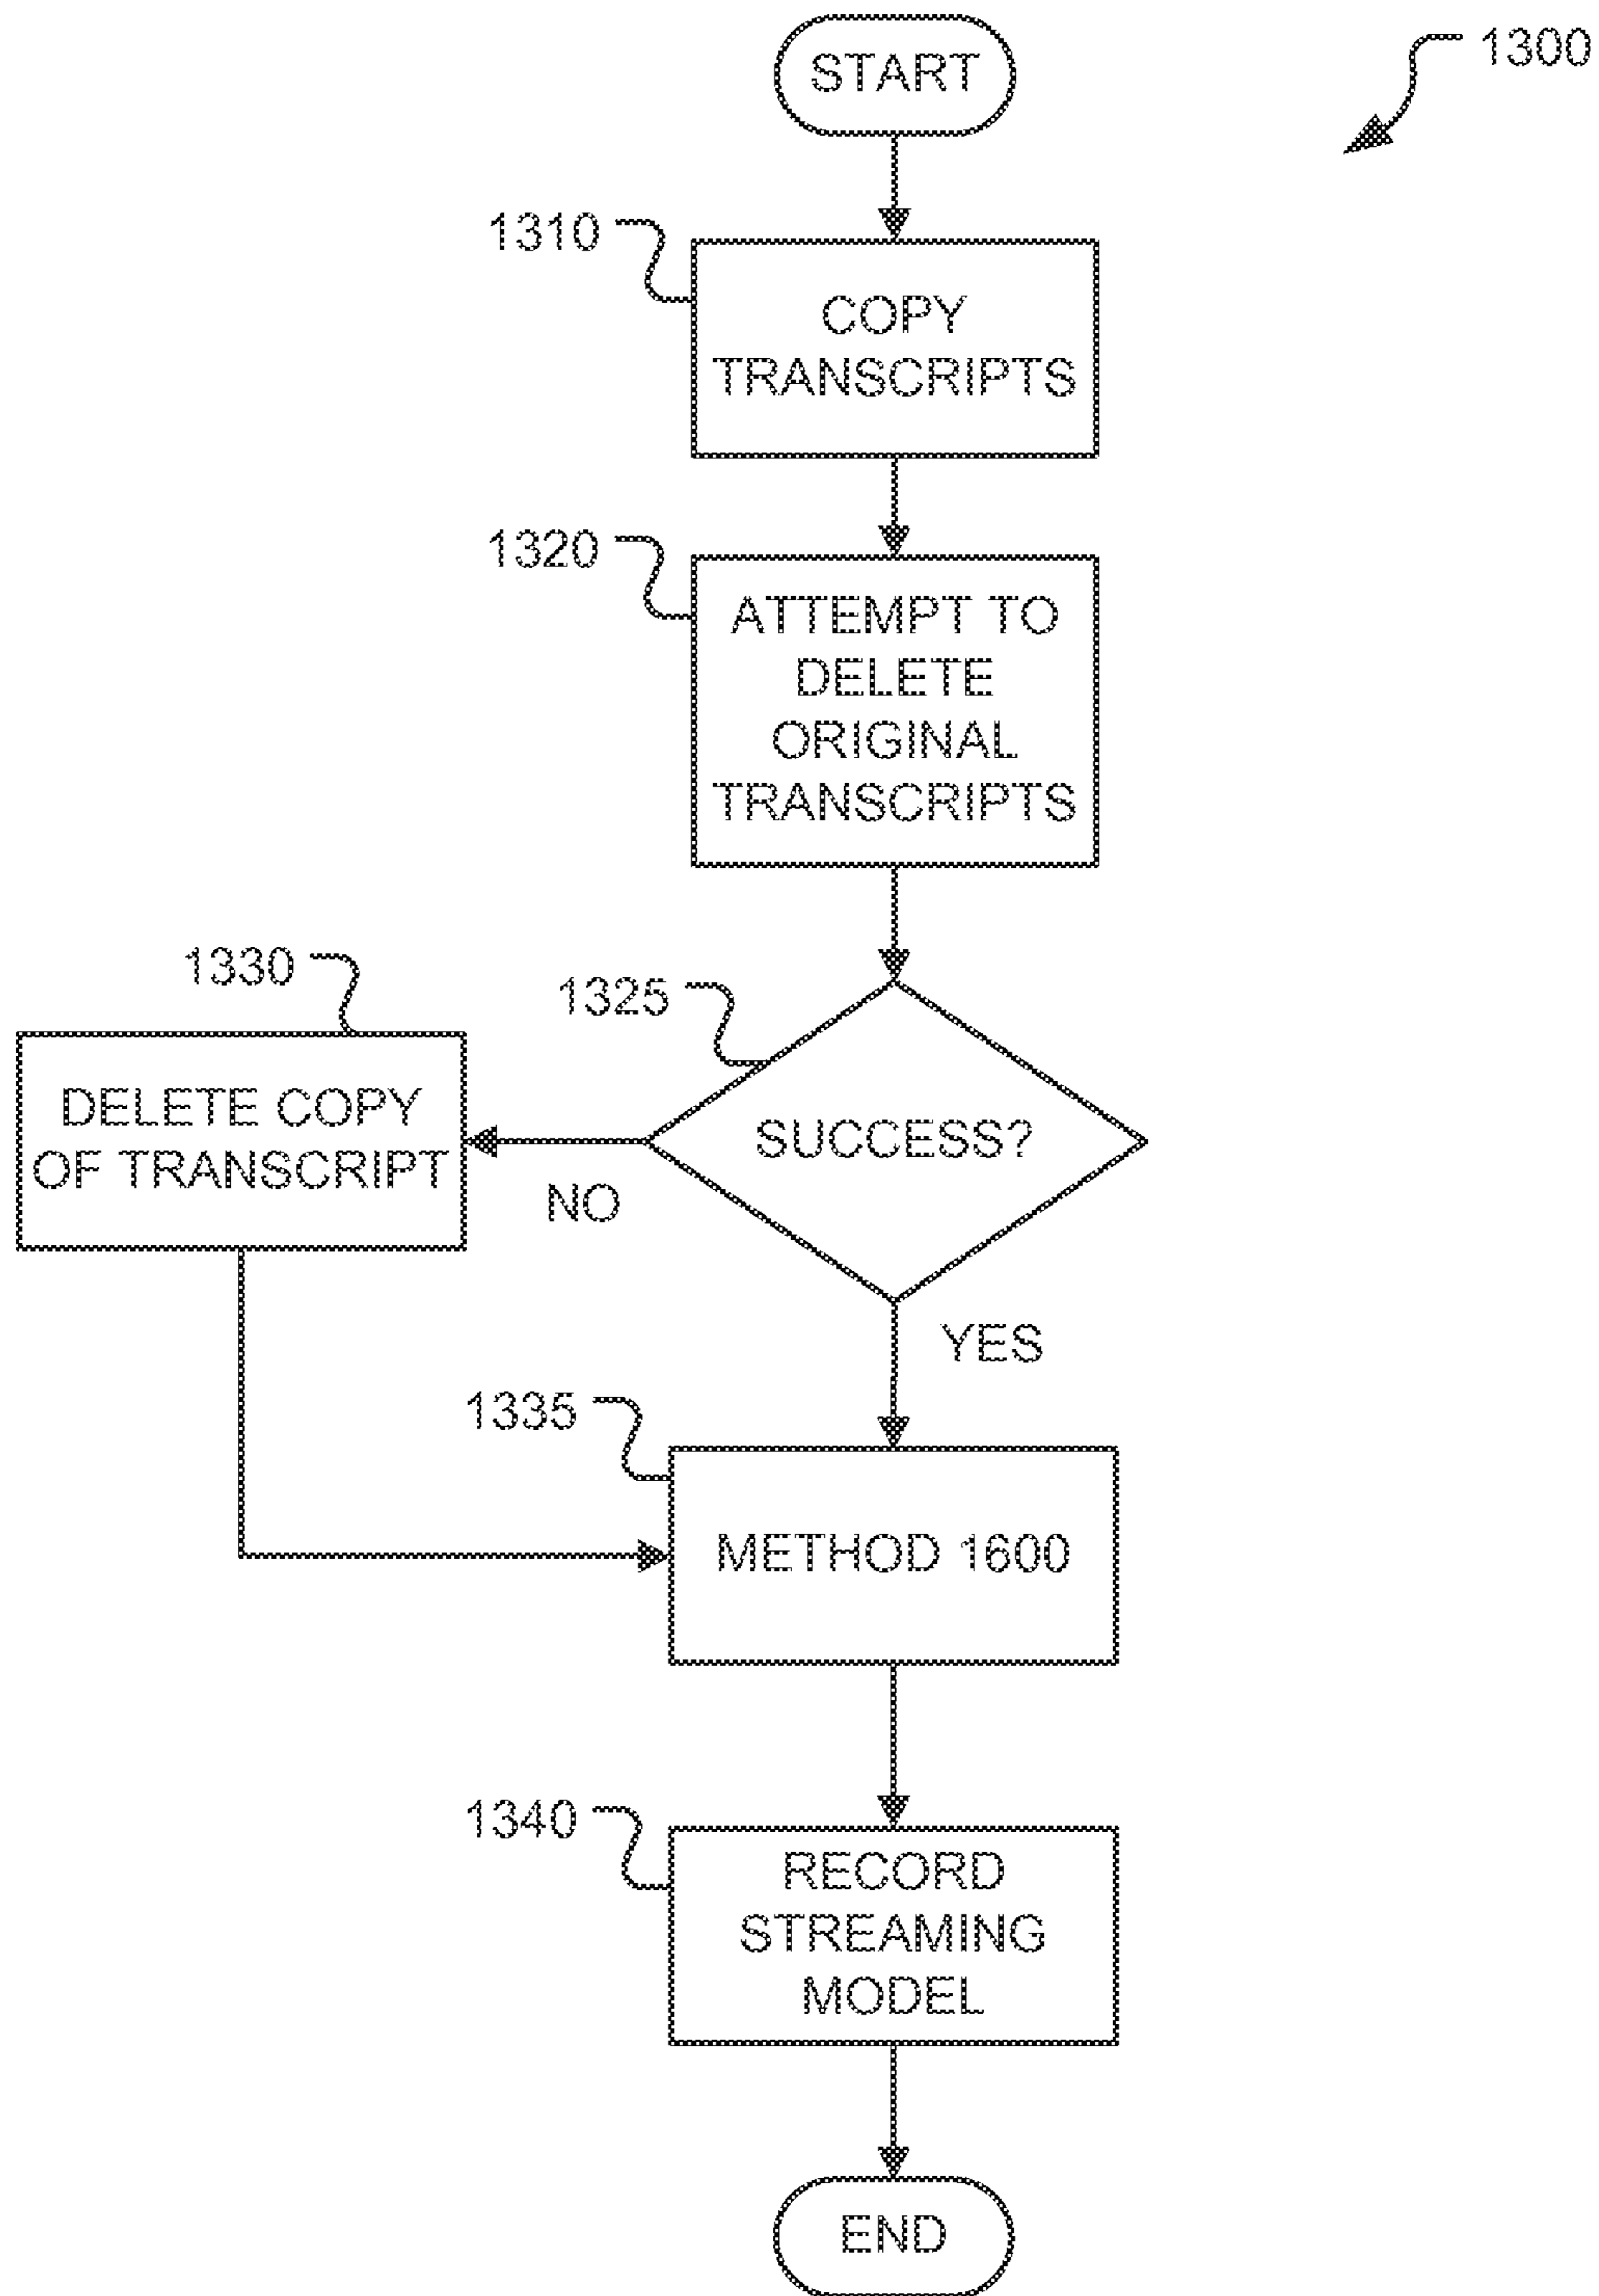 START
1300
1310
COPY
TRANSCRIPTS
1320
ATTEMPT TO
DELETE
ORIGINAL
TRANSCRIPTS
1330
1325
DELETE COPY
OF TRANSCRIPT
SUCCESS?
NO
YES
1335
METHOD 1600
1340
RECORD
STREAMING
MODEL
END